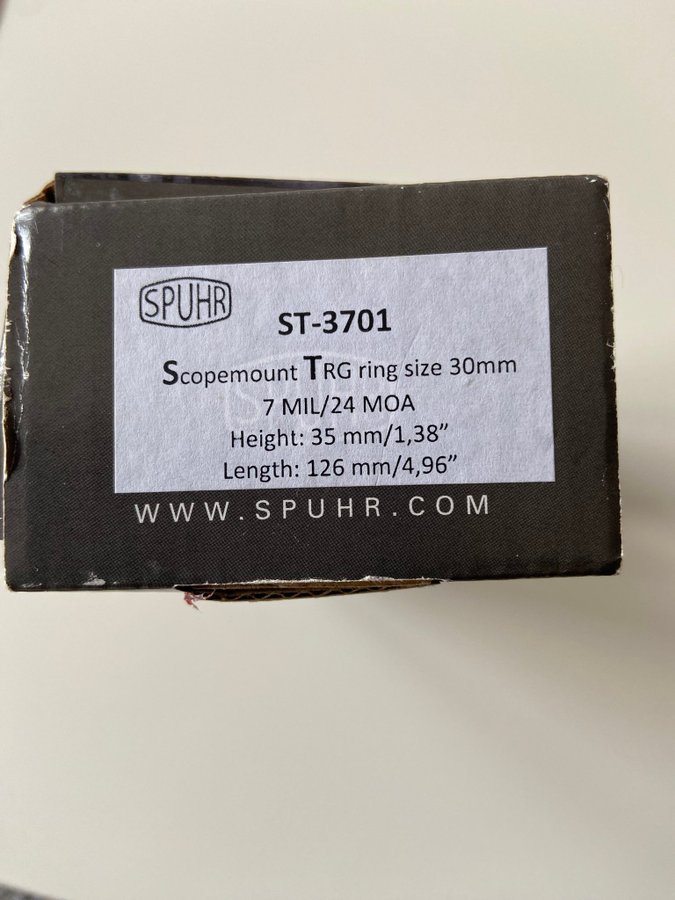 SPUHR
ST-3701
Scopemount TRG ring size 30mm
7 MIL/24 MOA
Height: 35 mm/1,38”
Length: 126 mm/4,96”
WWW.SPUHR.COM